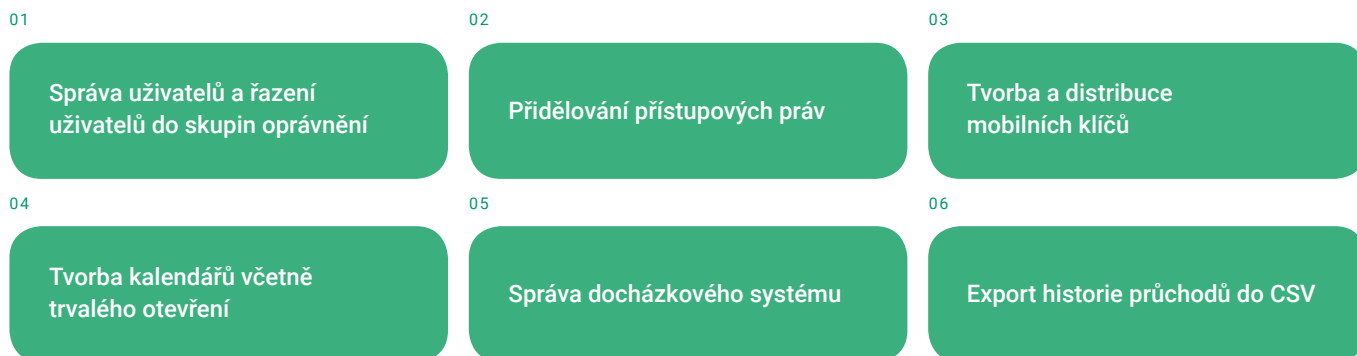 01
Správa uživatelů a řazení
uživatelů do skupin oprávnění
02
Přidělování přístupových práv
03
Tvorba a distribuce
mobilních klíčů
04
Tvorba kalendářů včetně
trvalého otevření
05
Správa docházkového systému
06
Export historie průchodů do CSV